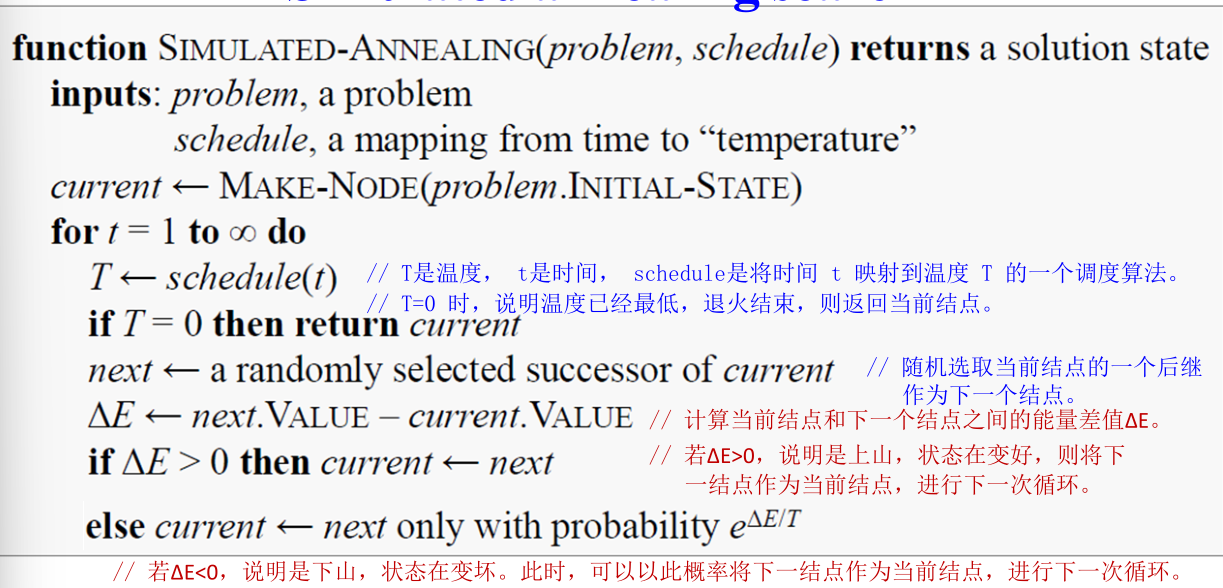 function SIMULATED-ANNEALING(problem, schedule) returns a solution state
inputs: problem, a problem
schedule, a mapping from time to “temperature”
current ← MAKE-NODE(problem.INITIAL-STATE)
for t = 1 to ∞ do
T ← schedule(t) // T是温度， t是时间， schedule是将时间 t 映射到温度 T 的一个调度算法。
// T=0 时，说明温度已经最低，退火结束，则返回当前结点。
if T = 0 then return current
next ← a randomly selected successor of current // 随机选取当前结点的一个后继
作为下一个结点。
ΔE ← next.VALUE – current.VALUE // 计算当前结点和下一个结点之间的能量差值ΔE。
if ΔE > 0 then current ← next // 若ΔE>0，说明是上山，状态在变好，则将下
一结点作为当前结点，进行下一次循环。
else current ← next only with probability e^ΔE/T
// 若ΔE<0，说明是下山，状态在变坏。此时，可以以此概率将下一结点作为当前结点，进行下一次循环。